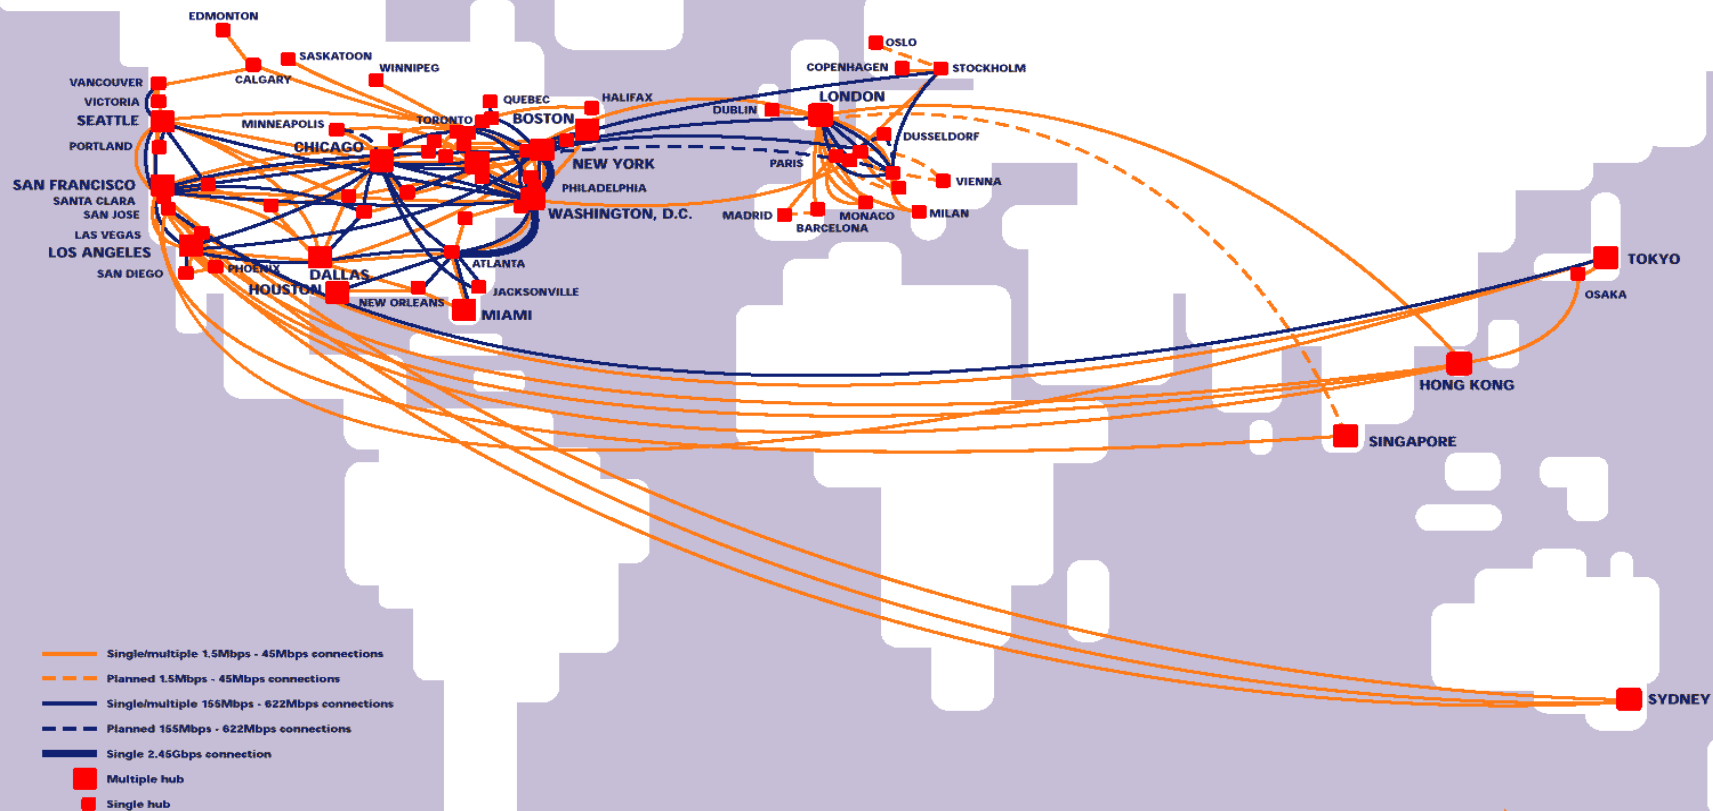 EDMONTON
OSLO
SASKATOON
WINNIPEG
COPENHAGEN
STOCKHOLM
VANCOUVER
CALGARY
VICTORIA
QUEBEC
HALIFAX
LONDON
SEATTLE
MINNEAPOLIS
TORONTO
BOSTON
DUBLIN
DUSSELDORF
PORTLAND
CHICAGO
NEW YORK
PARIS
SAN FRANCISCO
PHILADELPHIA
VIENNA
SANTA CLARA
SAN JOSE
WASHINGTON, D.C.
MADRID
MONACO
MILAN
BARCELONA
LAS VEGAS
LOS ANGELES
SAN DIEGO
PHOENIX
DALLAS
ATLANTA
TOKYO
HOUSTON
NEW ORLEANS
JACKSONVILLE
OSAKA
MIAMI
HONG KONG
SINGAPORE
Single/multiple 1.5Mbps - 45Mbps connections
Planned 1.5Mbps - 45Mbps connections
Single/multiple 155Mbps - 622Mbps connections
SYDNEY
Planned 155Mbps - 622Mbps connections
Single 2.45Gbps connection
Multiple hub
Single hub